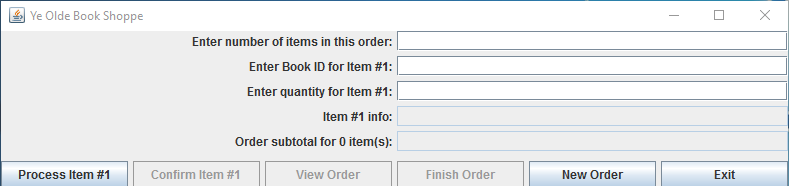 Ye Olde Book Shoppe
Enter number of items in this order:
Enter Book ID for Item #1:
Enter quantity for Item #1:
Item #1 info:
Order subtotal for 0 item(s):
Process Item #1 Confirm Item #1 View Order Finish Order New Order Exit